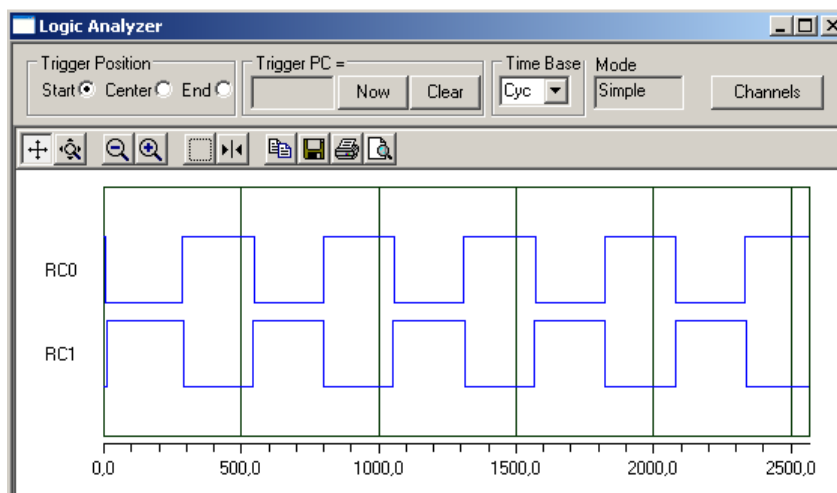 Logic Analyzer
Trigger Position
Start Center End
Trigger PC =
Now Clear
Time Base
Cyc
Mode
Simple
Channels
RC0
RC1
0,0 500,0 1000,0 1500,0 2000,0 2500,0